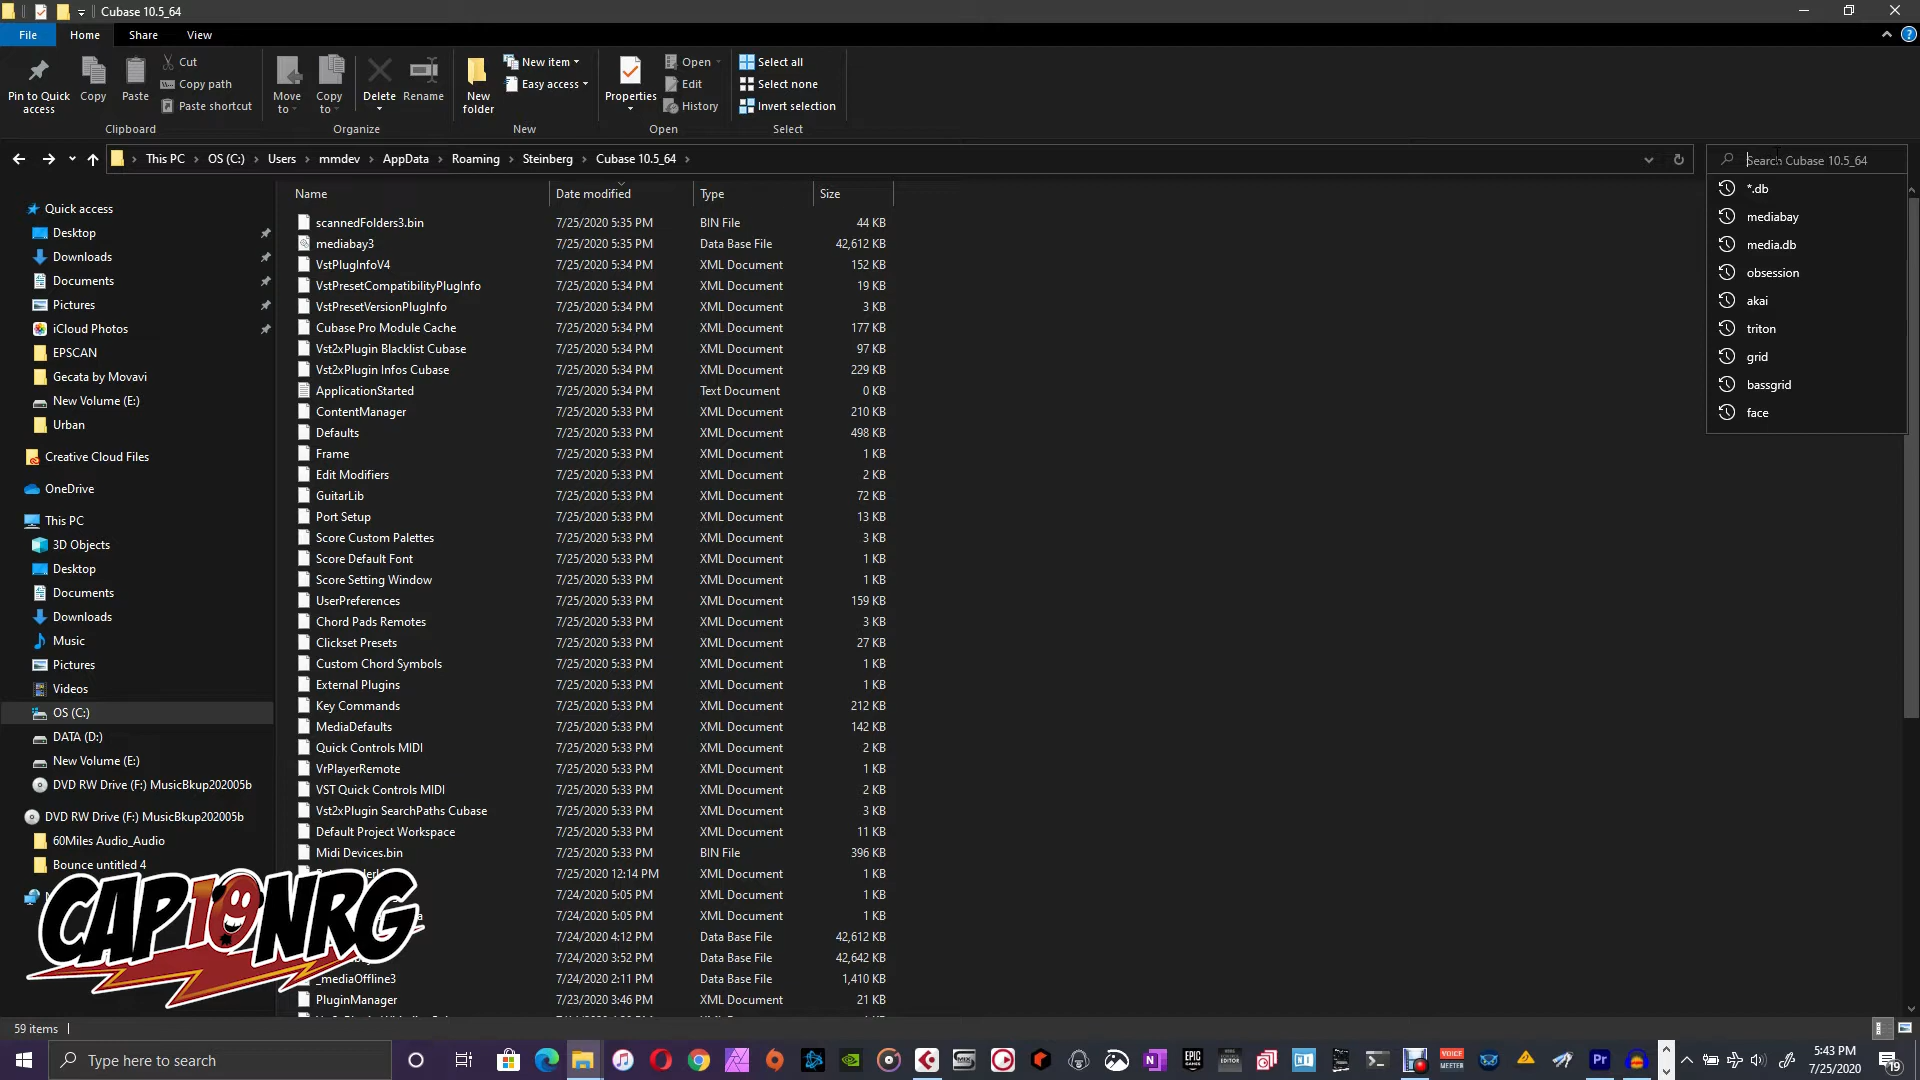 Cubase 10.5_64
File Home Share View
Pin to Quick access
Copy
Paste
Cut
Copy path
Paste shortcut
Clipboard
Move to
Copy to
Delete
Rename
Organize
New folder
New item
Easy access
New
Properties
Open
Edit
History
Open
Select all
Select none
Invert selection
Select
This PC > OS (C:) > Users > mmdev > AppData > Roaming > Steinberg > Cubase 10.5_64 >
Search Cubase 10.5_64
*.db
mediabay
media.db
obsession
akai
triton
grid
bassgrid
face
Quick access
Desktop
Downloads
Documents
Pictures
iCloud Photos
EPSCAN
Gecata by Movavi
New Volume (E:)
Urban
Creative Cloud Files
OneDrive
This PC
3D Objects
Desktop
Documents
Downloads
Music
Pictures
Videos
OS (C:)
DATA (D:)
New Volume (E:)
DVD RW Drive (F:) MusicBkup202005b
DVD RW Drive (F:) MusicBkup202005b
60Miles Audio_Audio
Bounce untitled 4
Name Date modified Type Size
scannedFolders3.bin 7/25/2020 5:35 PM BIN File 44 KB
mediabay3 7/25/2020 5:35 PM Data Base File 42,612 KB
VstPlugInfoV4 7/25/2020 5:34 PM XML Document 152 KB
VstPresetCompatibilityPlugInfo 7/25/2020 5:34 PM XML Document 19 KB
VstPresetVersionPlugInfo 7/25/2020 5:34 PM XML Document 3 KB
Cubase Pro Module Cache 7/25/2020 5:34 PM XML Document 177 KB
Vst2xPlugin Blacklist Cubase 7/25/2020 5:34 PM XML Document 97 KB
Vst2xPlugin Infos Cubase 7/25/2020 5:34 PM XML Document 229 KB
ApplicationStarted 7/25/2020 5:34 PM Text Document 0 KB
ContentManager 7/25/2020 5:33 PM XML Document 210 KB
Defaults 7/25/2020 5:33 PM XML Document 498 KB
Frame 7/25/2020 5:33 PM XML Document 1 KB
Edit Modifiers 7/25/2020 5:33 PM XML Document 2 KB
GuitarLib 7/25/2020 5:33 PM XML Document 72 KB
Port Setup 7/25/2020 5:33 PM XML Document 13 KB
Score Custom Palettes 7/25/2020 5:33 PM XML Document 3 KB
Score Default Font 7/25/2020 5:33 PM XML Document 1 KB
Score Setting Window 7/25/2020 5:33 PM XML Document 1 KB
UserPreferences 7/25/2020 5:33 PM XML Document 159 KB
Chord Pads Remotes 7/25/2020 5:33 PM XML Document 3 KB
Clickset Presets 7/25/2020 5:33 PM XML Document 27 KB
Custom Chord Symbols 7/25/2020 5:33 PM XML Document 1 KB
External Plugins 7/25/2020 5:33 PM XML Document 1 KB
Key Commands 7/25/2020 5:33 PM XML Document 212 KB
MediaDefaults 7/25/2020 5:33 PM XML Document 142 KB
Quick Controls MIDI 7/25/2020 5:33 PM XML Document 2 KB
VrPlayerRemote 7/25/2020 5:33 PM XML Document 1 KB
VST Quick Controls MIDI 7/25/2020 5:33 PM XML Document 2 KB
Vst2xPlugin SearchPaths Cubase 7/25/2020 5:33 PM XML Document 3 KB
Default Project Workspace 7/25/2020 5:33 PM XML Document 11 KB
Midi Devices.bin 7/25/2020 5:33 PM BIN File 396 KB
7/25/2020 12:14 PM XML Document 1 KB
7/24/2020 5:05 PM XML Document 1 KB
7/24/2020 5:05 PM XML Document 1 KB
7/24/2020 4:12 PM Data Base File 42,612 KB
7/24/2020 3:52 PM Data Base File 42,642 KB
_mediaOffline3 7/24/2020 2:11 PM Data Base File 1,410 KB
PluginManager 7/23/2020 3:46 PM XML Document 21 KB
CAP10NRG
59 items
Type here to search
5:43 PM
7/25/2020
19